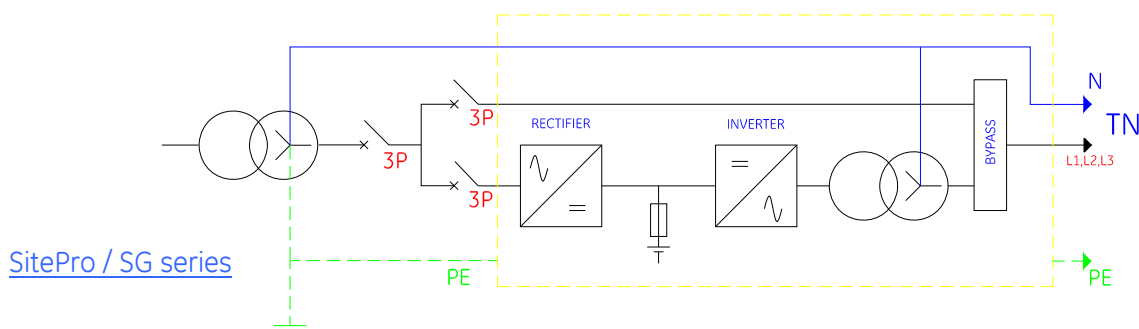 RECTIFIER
INVERTER
BYPASS
3P
3P
3P
N
TN
L1,L2,L3
SitePro / SG series
PE
PE